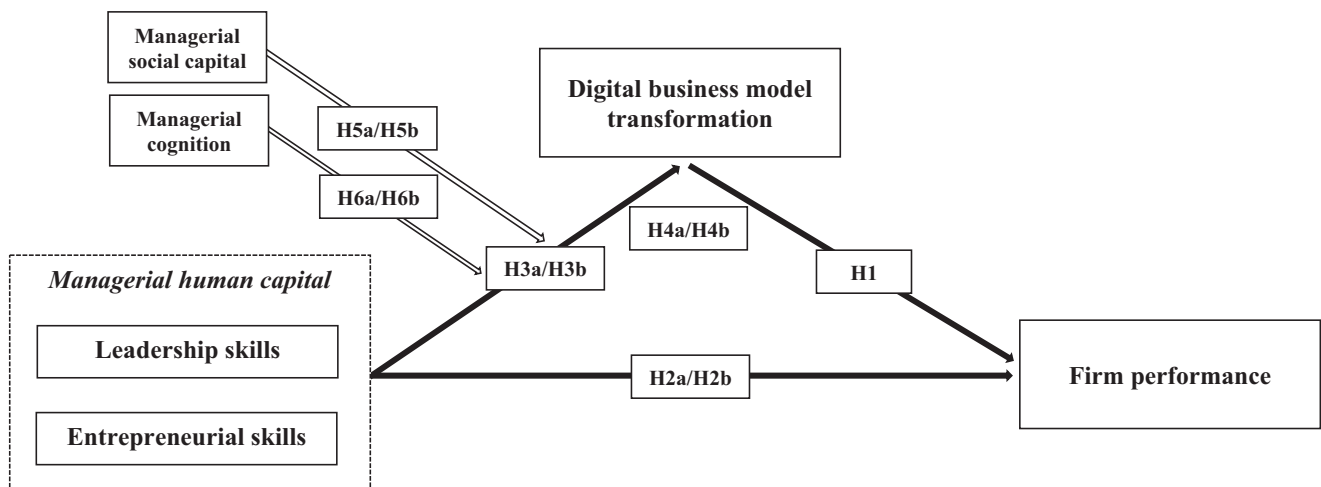 Managerial
social capital
Managerial
cognition
H5a/H5b
H6a/H6b
Digital business model
transformation
H4a/H4b
H3a/H3b
H1
Managerial human capital
Leadership skills
Entrepreneurial skills
H2a/H2b
Firm performance